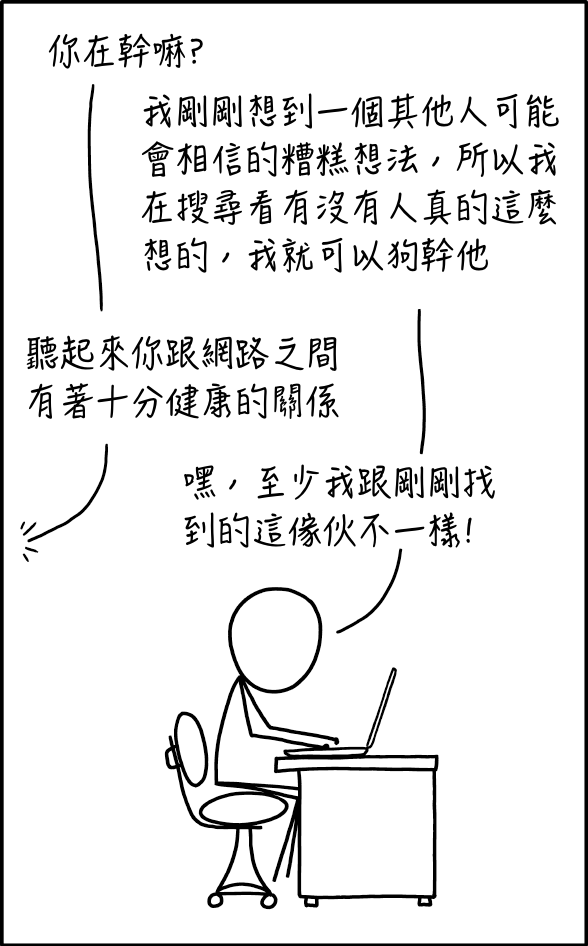 你在幹嘛?
我剛剛想到一個其他人可能
會相信的糟糕想法，所以我
在搜尋看有沒有人真的這麼
想的，我就可以狗幹他
聽起來你跟網路之間
有著十分健康的關係
嘿，至少我跟剛剛找
到的這傢伙不一樣!